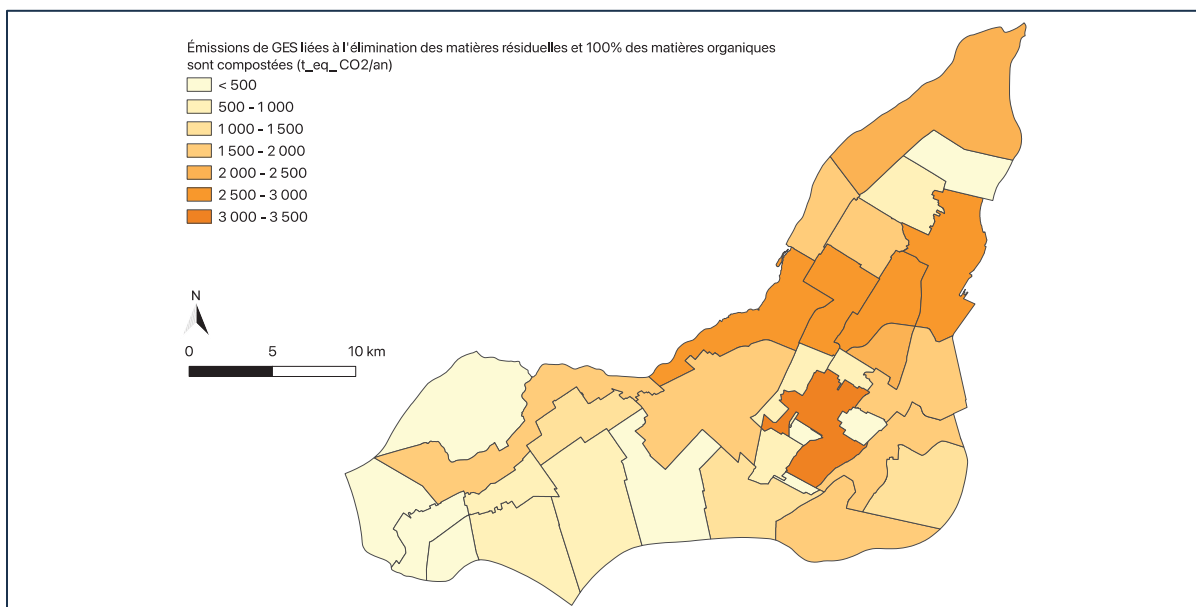 Émissions de GES liées à l'élimination des matières résiduelles et 100% des matières organiques
sont compostées (t_eq_CO2/an)
< 500
500 - 1 000
1 000 - 1 500
1 500 - 2 000
2 000 - 2 500
2 500 - 3 000
3 000 - 3 500
N
0 5 10 km